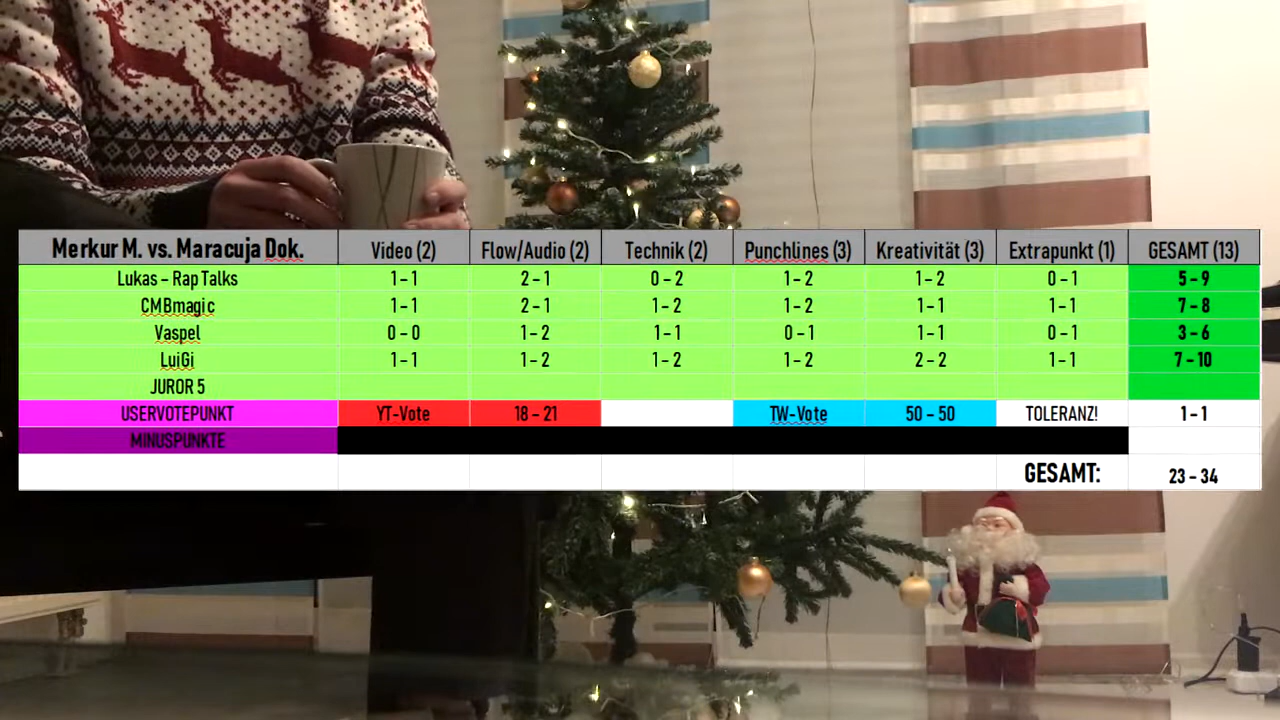 Merkur M. vs. Maracuja Dok. Video (2) Flow/Audio (2) Technik (2) Punchlines (3) Kreativität (3) Extrapunkt (1) GESAMT (13)
Lukas – Rap Talks 1 – 1 2 – 1 0 – 2 1 – 2 1 – 2 0 – 1 5 – 9
CMBmagic 1 – 1 2 – 1 1 – 2 1 – 2 1 – 1 1 – 1 7 – 8
Vaspel 0 – 0 1 – 2 1 – 1 0 – 1 1 – 1 0 – 1 3 – 6
LuiGi 1 – 1 1 – 2 1 – 2 1 – 2 2 – 2 1 – 1 7 – 10
JUROR 5
USERVOTEPUNKT YT-Vote 18 – 21 TW-Vote 50 – 50 TOLERANZ! 1 – 1
MINUSPUNKTE
GESAMT: 23 – 34